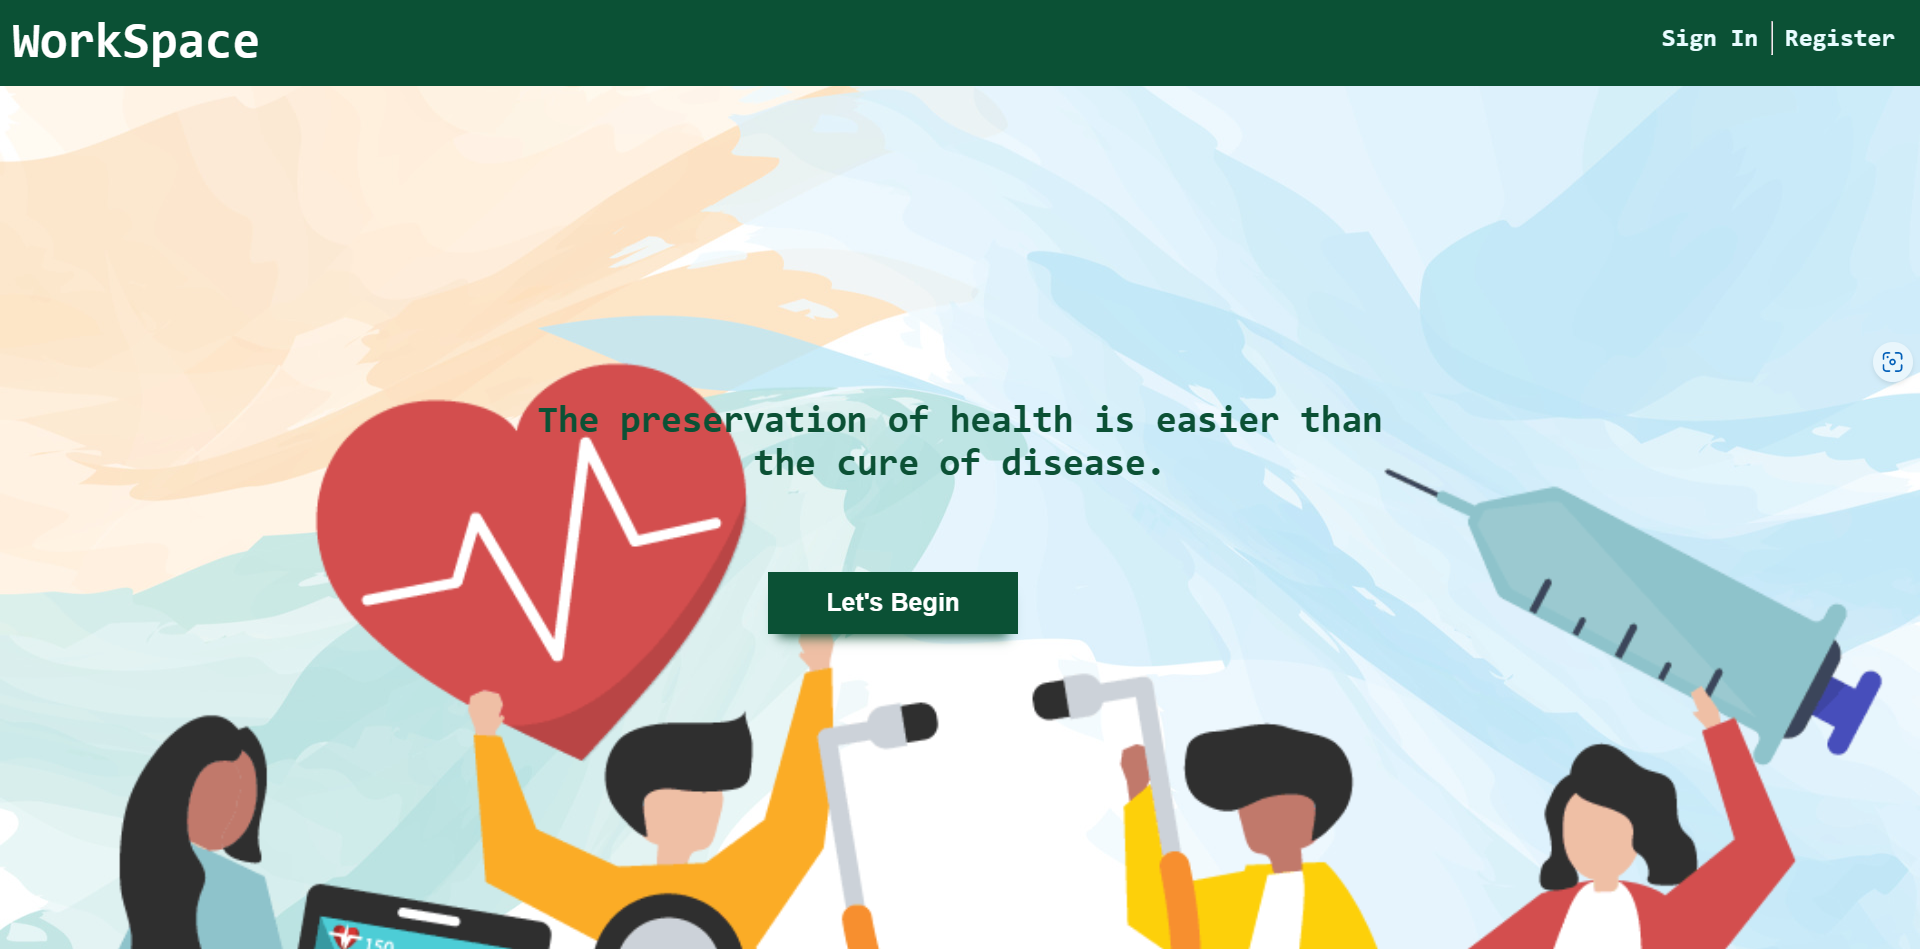 WorkSpace
Sign In
Register
The preservation of health is easier than
the cure of disease.
Let's Begin
150